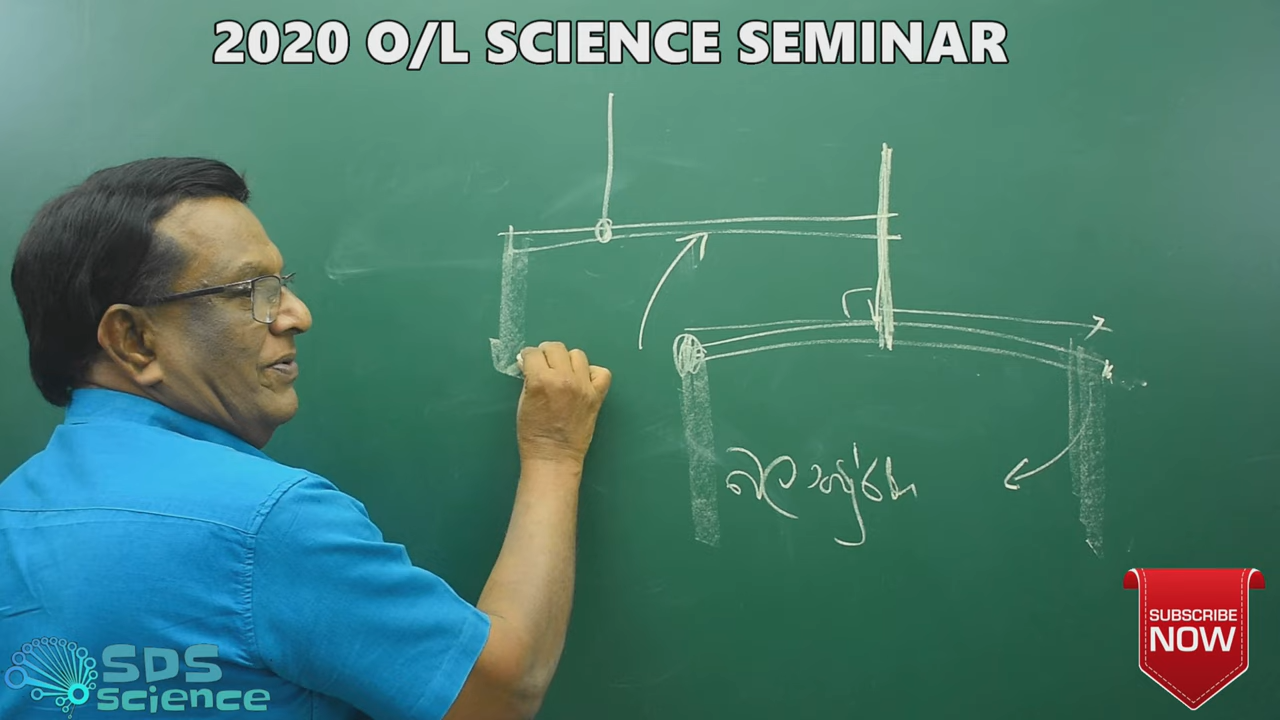 2020 O/L SCIENCE SEMINAR
SUBSCRIBE
NOW
SDS
science